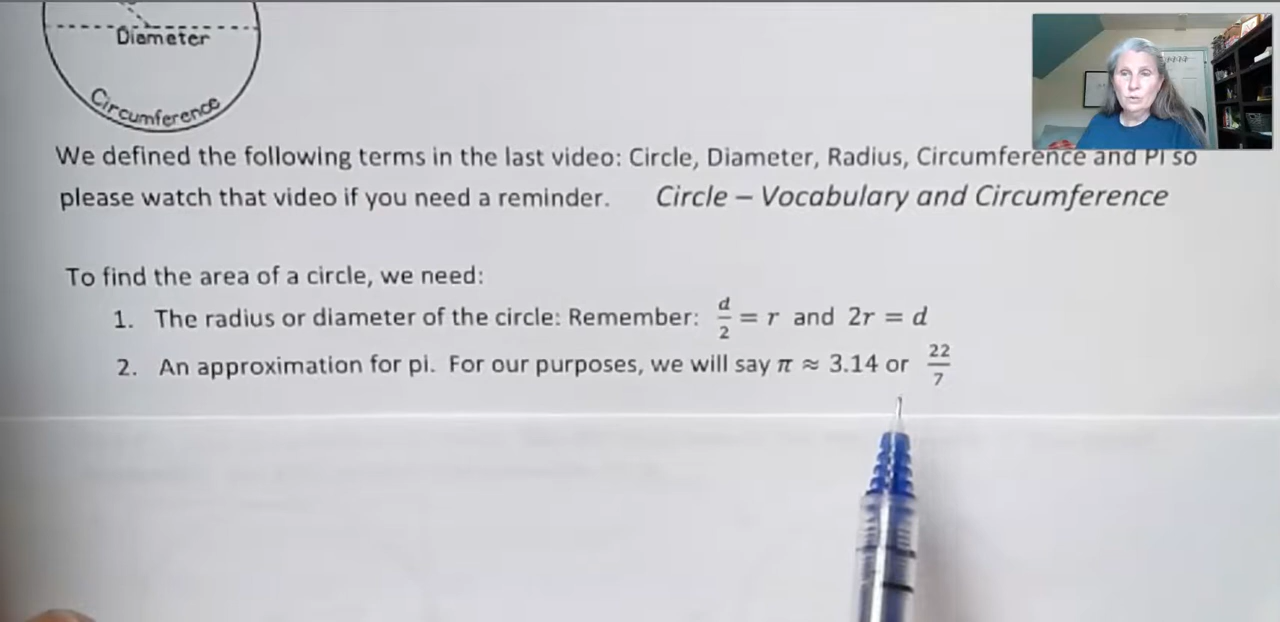 Diameter
Circumference
We defined the following terms in the last video: Circle, Diameter, Radius, Circumference and Pi so
please watch that video if you need a reminder. Circle – Vocabulary and Circumference
To find the area of a circle, we need:
1. The radius or diameter of the circle: Remember: d/2 = r and 2r = d
2. An approximation for pi. For our purposes, we will say π ≈ 3.14 or 22/7